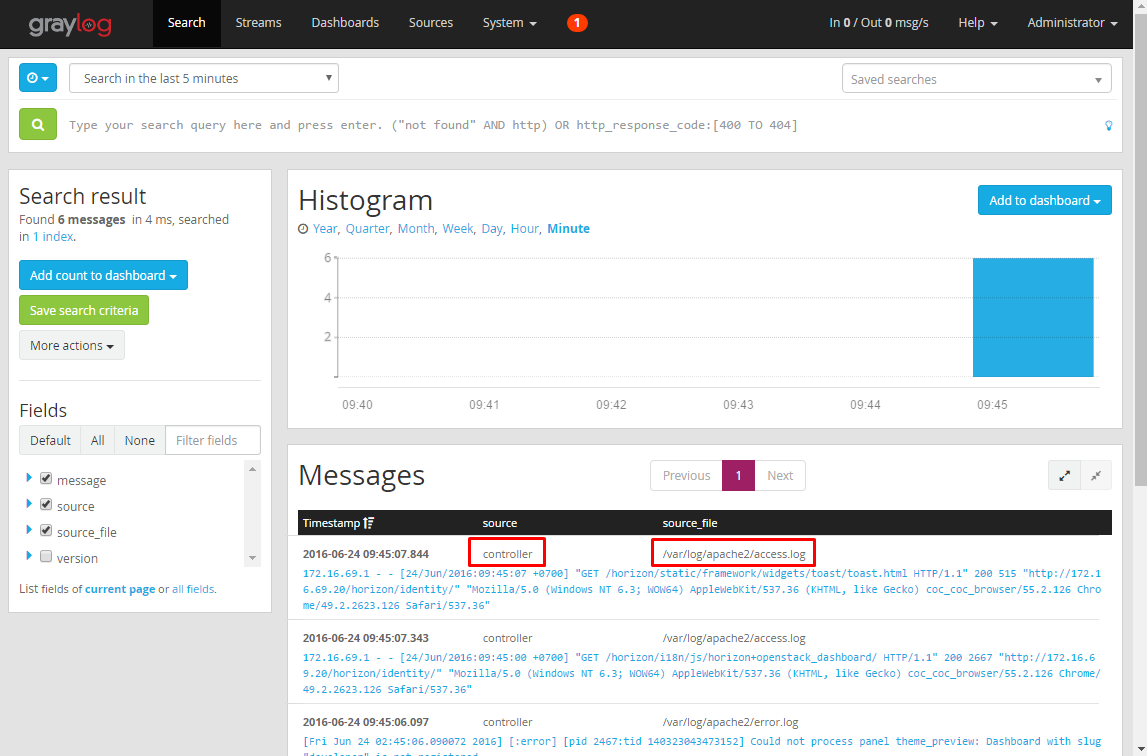 graylog Search Streams Dashboards Sources System 1 In 0 / Out 0 msg/s Help Administrator
Search in the last 5 minutes Saved searches
Type your search query here and press enter. ("not found" AND http) OR http_response_code:[400 TO 404]
Search result
Found 6 messages in 4 ms, searched
in 1 index.
Add count to dashboard
Save search criteria
More actions
Fields
Default All None Filter fields
message
source
source_file
version
List fields of current page or all fields.
Histogram
Add to dashboard
Year, Quarter, Month, Week, Day, Hour, Minute
6
4
2
09:40 09:41 09:42 09:43 09:44 09:45
Messages
Previous 1 Next
Timestamp source source_file
2016-06-24 09:45:07.844 controller /var/log/apache2/access.log
172.16.69.1 - - [24/Jun/2016:09:45:07 +0700] "GET /horizon/static/framework/widgets/toast/toast.html HTTP/1.1" 200 515 "http://172.1
6.69.20/horizon/identity/" "Mozilla/5.0 (Windows NT 6.3; WOW64) AppleWebKit/537.36 (KHTML, like Gecko) coc_coc_browser/55.2.126 Chro
me/49.2.2623.126 Safari/537.36"
2016-06-24 09:45:07.343 controller /var/log/apache2/access.log
172.16.69.1 - - [24/Jun/2016:09:45:00 +0700] "GET /horizon/i18n/js/horizon+openstack_dashboard/ HTTP/1.1" 200 2667 "http://172.16.6
9.20/horizon/identity/" "Mozilla/5.0 (Windows NT 6.3; WOW64) AppleWebKit/537.36 (KHTML, like Gecko) coc_coc_browser/55.2.126 Chrome/
49.2.2623.126 Safari/537.36"
2016-06-24 09:45:06.097 controller /var/log/apache2/error.log
[Fri Jun 24 02:45:06.090072 2016] [:error] [pid 2467:tid 140323043473152] Could not process panel theme_preview: Dashboard with slug
"developer" is not registered